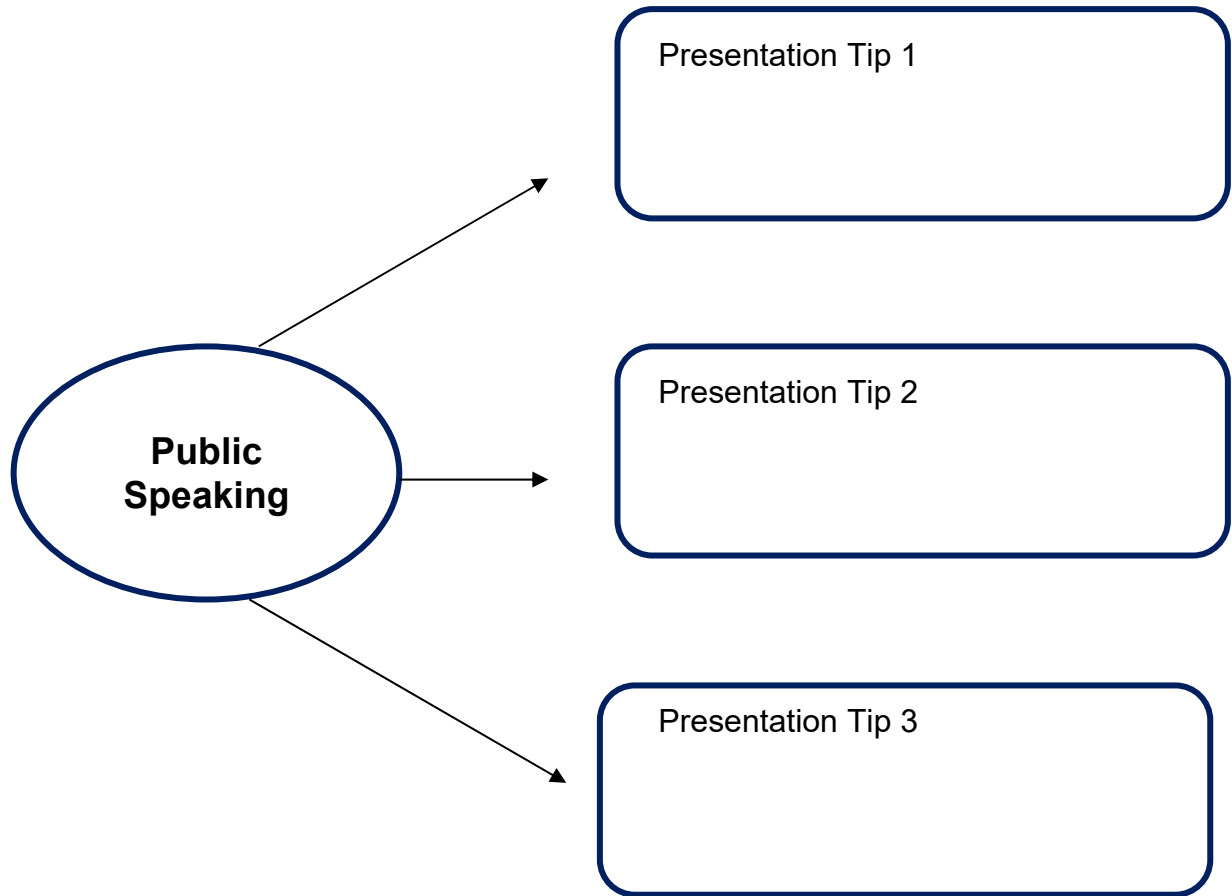 Presentation Tip 1
Presentation Tip 2
Public
Speaking
Presentation Tip 3